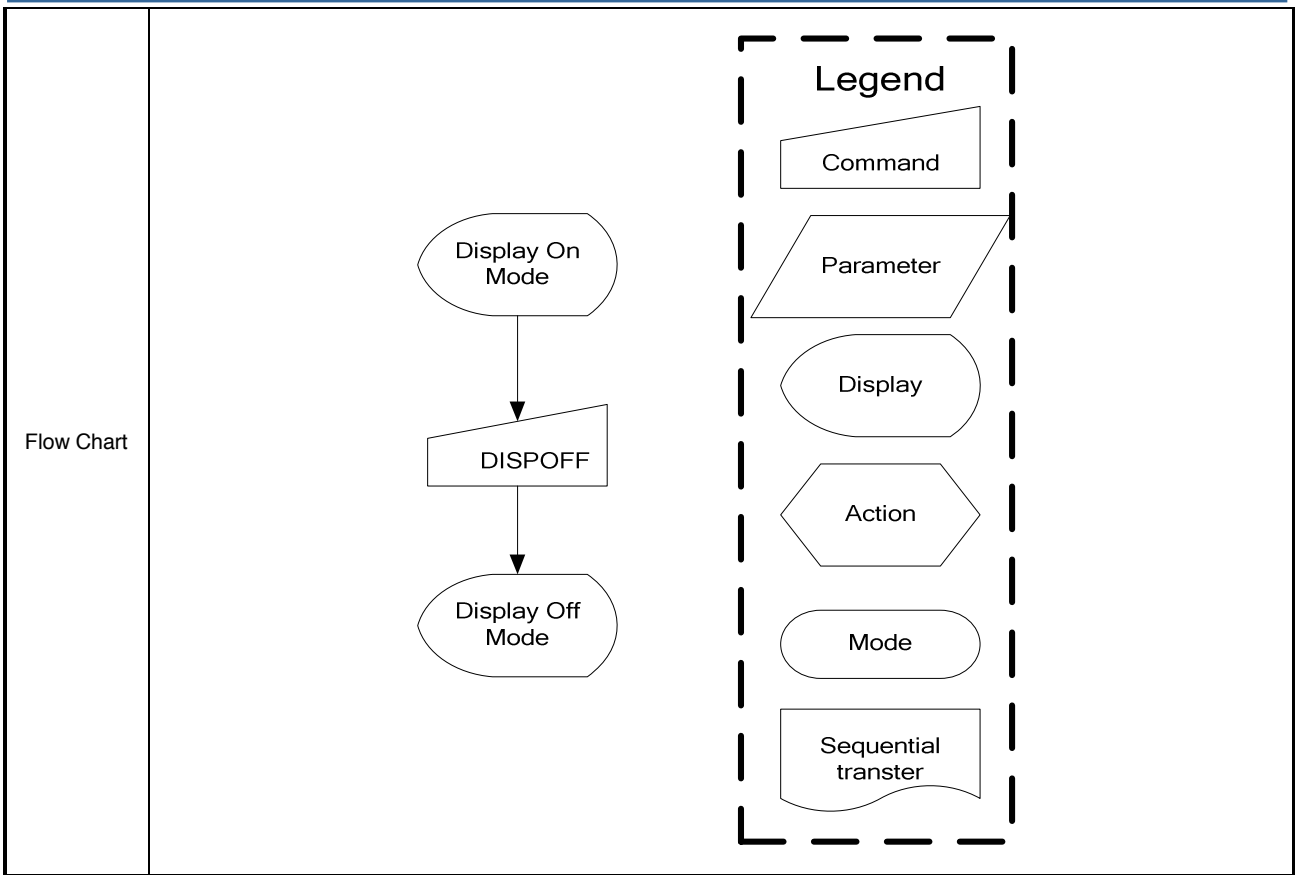 Flow Chart
Display On
Mode
DISPOFF
Display Off
Mode
Legend
Command
Parameter
Display
Action
Mode
Sequential
transter